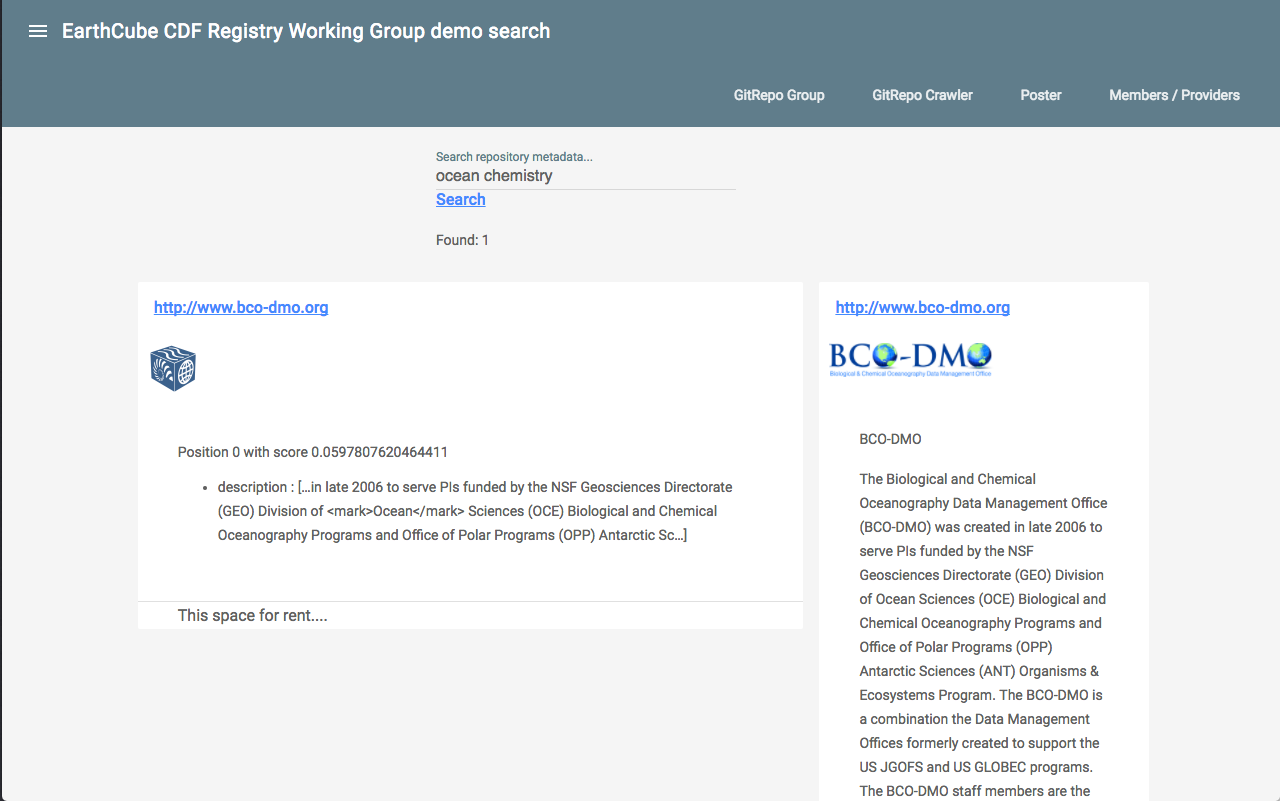 EarthCube CDF Registry Working Group demo search
GitRepo Group
GitRepo Crawler
Poster
Members / Providers
Search repository metadata...
ocean chemistry
Search
Found: 1
http://www.bco-dmo.org
Position 0 with score 0.0597807620464411
• description : [...in late 2006 to serve PIs funded by the NSF Geosciences Directorate
(GEO) Division of <mark>Ocean</mark> Sciences (OCE) Biological and Chemical
Oceanography Programs and Office of Polar Programs (OPP) Antarctic Sc...]
This space for rent....
http://www.bco-dmo.org
BCO-DMO
Biological & Chemical Oceanography Data Management Office
BCO-DMO
The Biological and Chemical
Oceanography Data Management Office
(BCO-DMO) was created in late 2006 to
serve PIs funded by the NSF
Geosciences Directorate (GEO) Division
of Ocean Sciences (OCE) Biological and
Chemical Oceanography Programs and
Office of Polar Programs (OPP)
Antarctic Sciences (ANT) Organisms &
Ecosystems Program. The BCO-DMO is
a combination the Data Management
Offices formerly created to support the
US JGOFS and US GLOBEC programs.
The BCO-DMO staff members are the